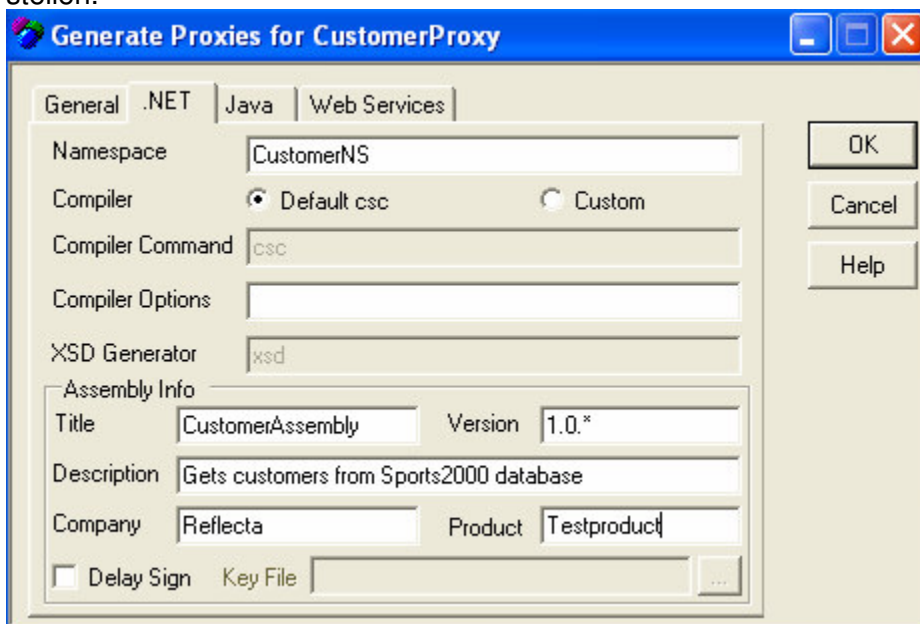 Generate Proxies for CustomerProxy
General .NET Java Web Services
Namespace CustomerNS OK
Compiler Default csc Custom Cancel
Compiler Command csc Help
Compiler Options
XSD Generator xsd
Assembly Info
Title CustomerAssembly Version 1.0.*
Description Gets customers from Sports2000 database
Company Reflecta Product Testproduct
Delay Sign Key File ...